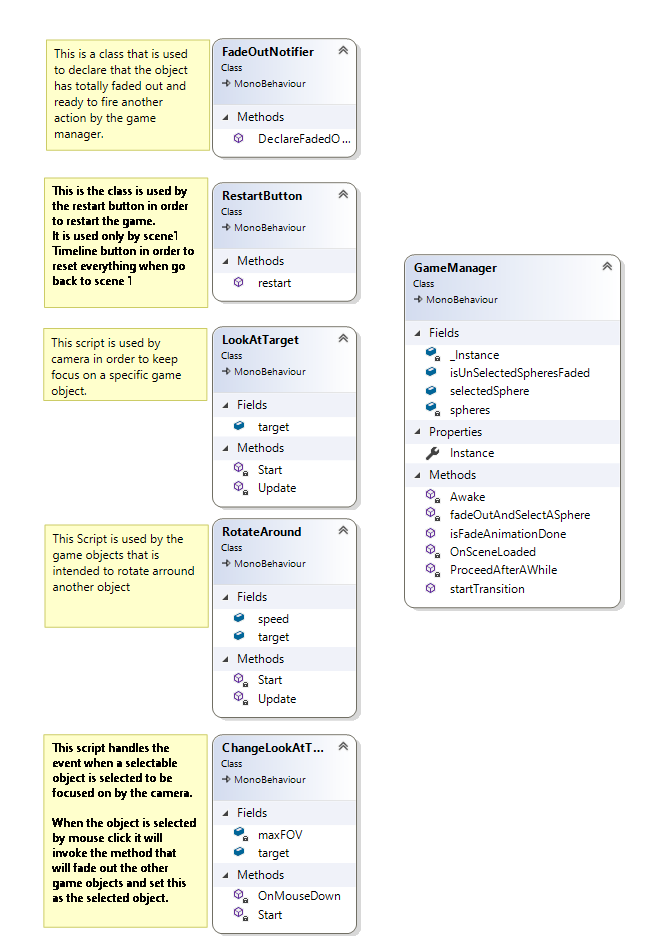 This is a class that is used
to declare that the object
has totally faded out and
ready to fire another
action by the game
manager.
FadeOutNotifier
Class
MonoBehaviour
Methods
DeclareFadedO...
This is the class is used by
the restart button in order
to restart the game.
It is used only by scene1
Timeline button in order to
reset everything when go
back to scene 1
RestartButton
Class
MonoBehaviour
Methods
restart
This script is used by
camera in order to keep
focus on a specific game
object.
LookAtTarget
Class
MonoBehaviour
Fields
target
Methods
Start
Update
This Script is used by the
game objects that is
intended to rotate arround
another object
RotateAround
Class
MonoBehaviour
Fields
speed
target
Methods
Start
Update
This script handles the
event when a selectable
object is selected to be
focused on by the camera.
When the object is selected
by mouse click it will
invoke the method that
will fade out the other
game objects and set this
as the selected object.
ChangeLookAtT...
Class
MonoBehaviour
Fields
maxFOV
target
Methods
OnMouseDown
Start
GameManager
Class
MonoBehaviour
Fields
_Instance
isUnSelectedSpheresFaded
selectedSphere
spheres
Properties
Instance
Methods
Awake
fadeOutAndSelectASphere
isFadeAnimationDone
OnSceneLoaded
ProceedAfterAWhile
startTransition